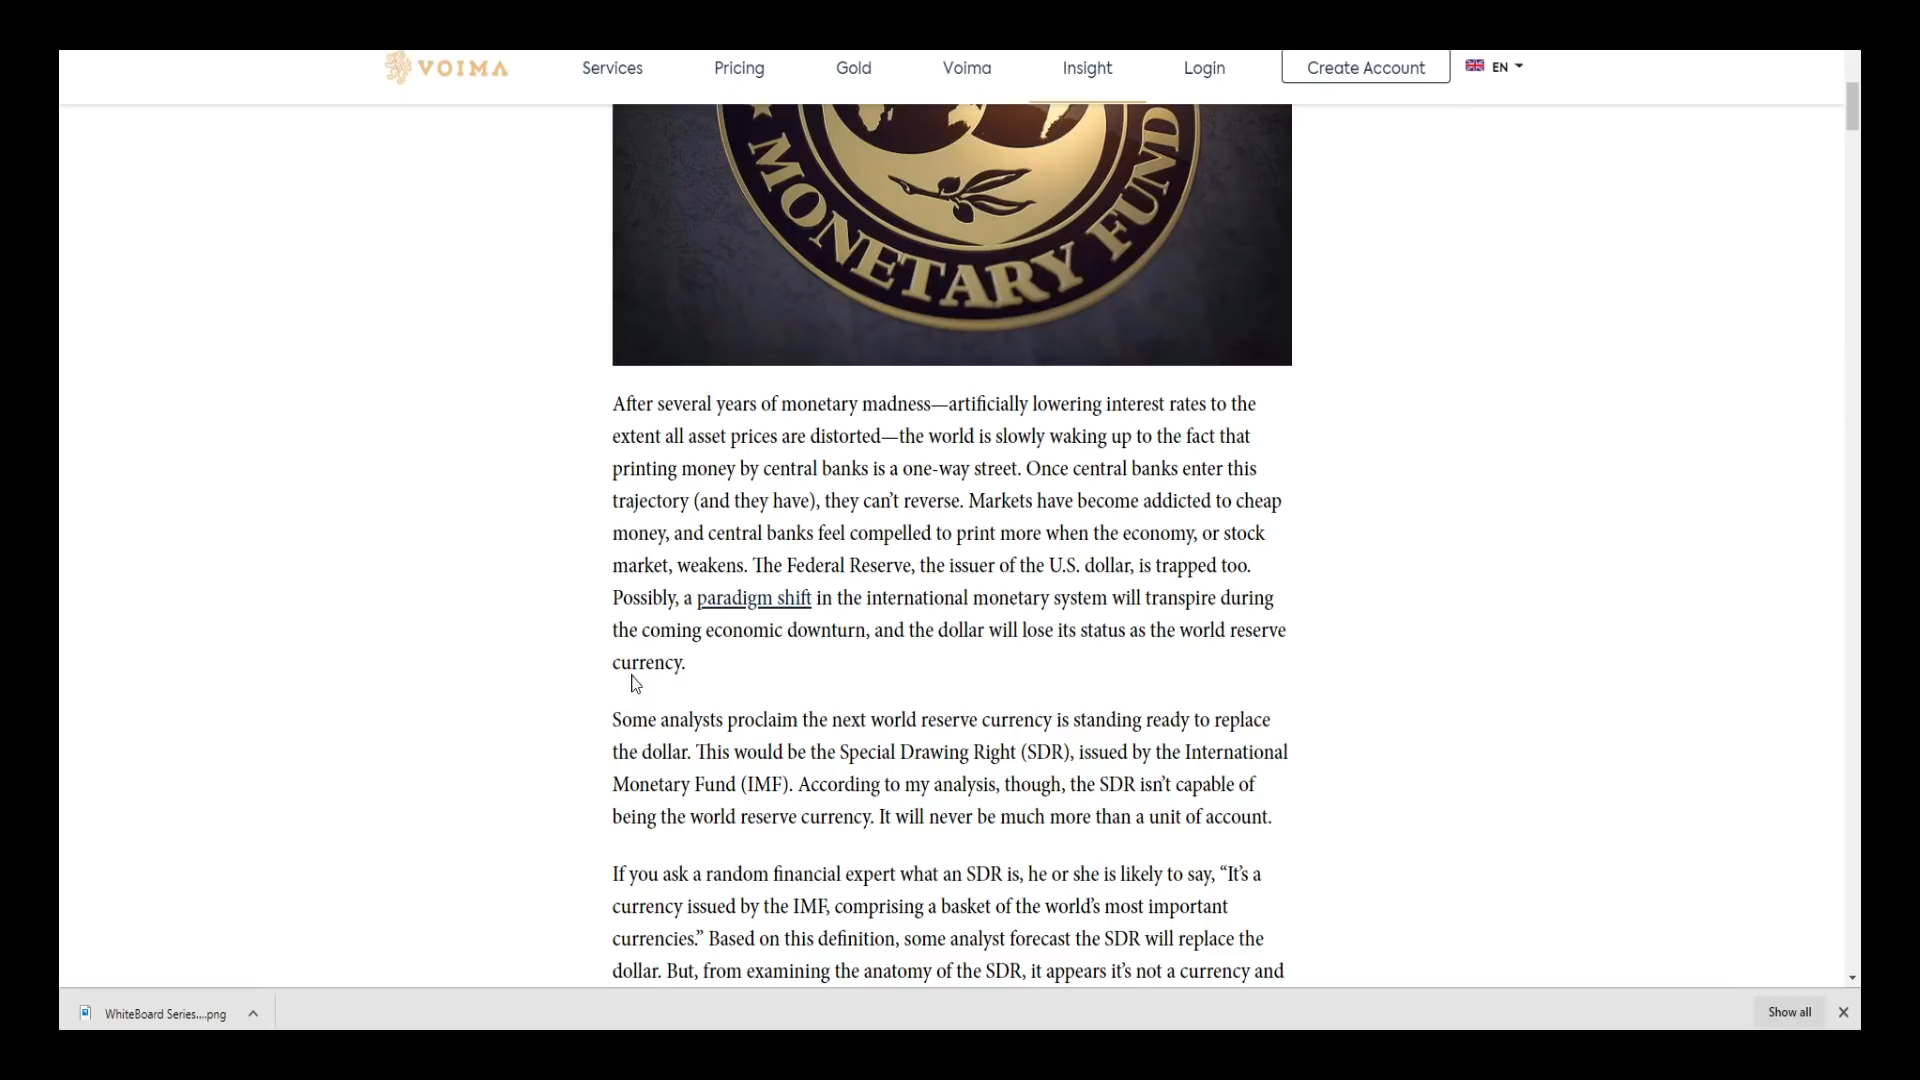 VOIMA Services Pricing Gold Voima Insight Login Create Account EN
MONETARY FUND
After several years of monetary madness—artificially lowering interest rates to the
extent all asset prices are distorted—the world is slowly waking up to the fact that
printing money by central banks is a one-way street. Once central banks enter this
trajectory (and they have), they can’t reverse. Markets have become addicted to cheap
money, and central banks feel compelled to print more when the economy, or stock
market, weakens. The Federal Reserve, the issuer of the U.S. dollar, is trapped too.
Possibly, a paradigm shift in the international monetary system will transpire during
the coming economic downturn, and the dollar will lose its status as the world reserve
currency.
Some analysts proclaim the next world reserve currency is standing ready to replace
the dollar. This would be the Special Drawing Right (SDR), issued by the International
Monetary Fund (IMF). According to my analysis, though, the SDR isn’t capable of
being the world reserve currency. It will never be much more than a unit of account.
If you ask a random financial expert what an SDR is, he or she is likely to say, “It’s a
currency issued by the IMF, comprising a basket of the world’s most important
currencies.” Based on this definition, some analyst forecast the SDR will replace the
dollar. But, from examining the anatomy of the SDR, it appears it’s not a currency and
WhiteBoard Series....png Show all